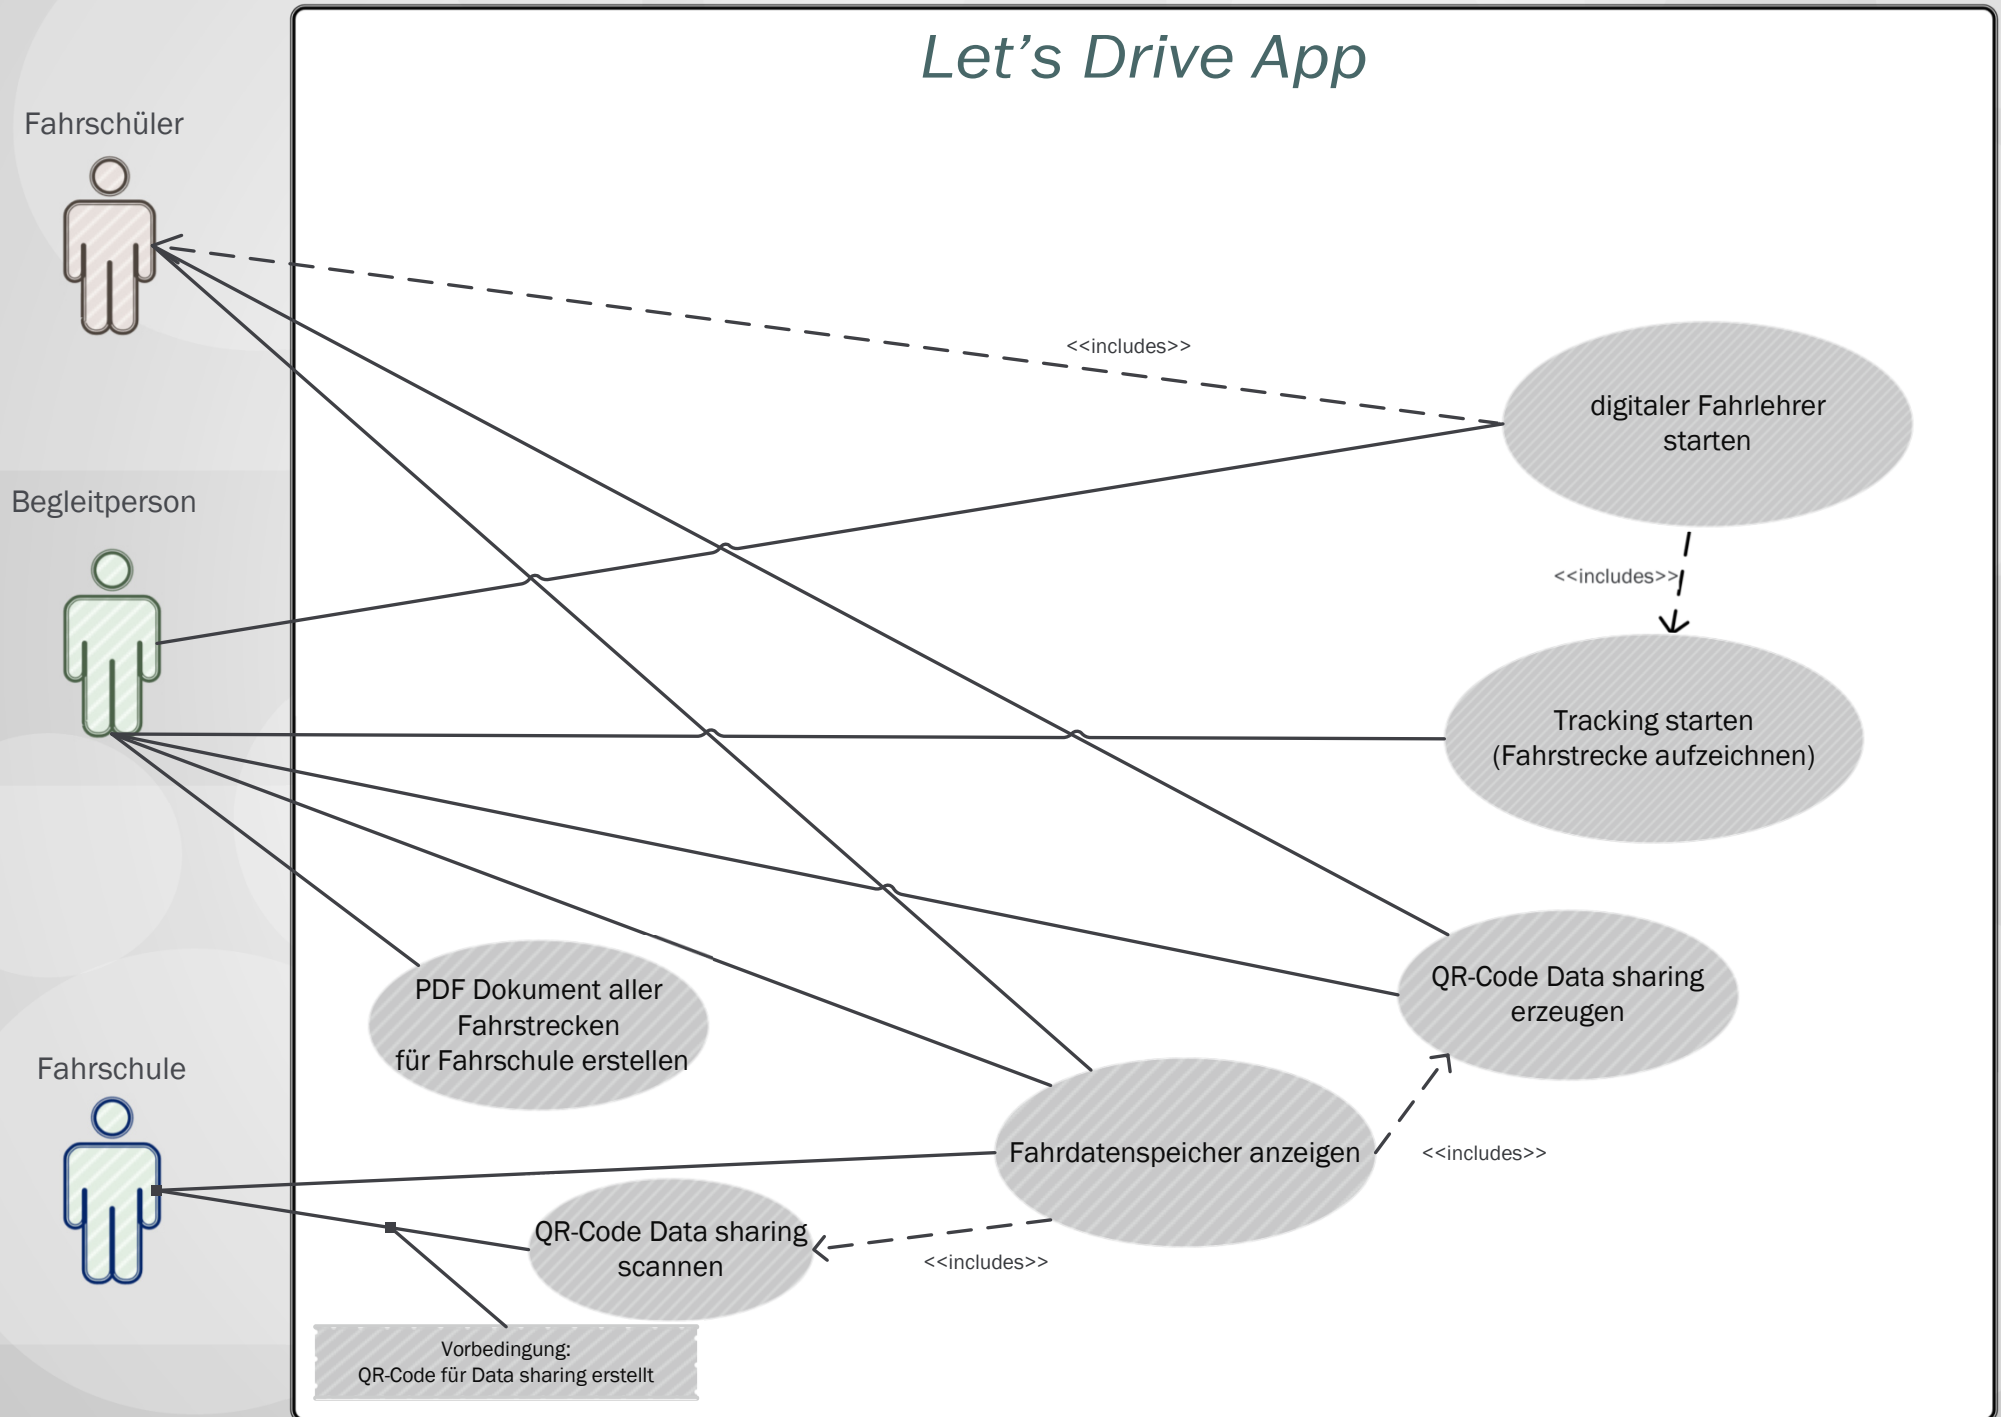 Let's Drive App
Fahrschüler
<<includes>>
digitaler Fahrlehrer
starten
Begleitperson
<<includes>>
Tracking starten
(Fahrstrecke aufzeichnen)
QR-Code Data sharing
erzeugen
PDF Dokument aller
Fahrstrecken
für Fahrschule erstellen
Fahrschule
Fahrdatenspeicher anzeigen
<<includes>>
QR-Code Data sharing
scannen
<<includes>>
Vorbedingung:
QR-Code für Data sharing erstellt